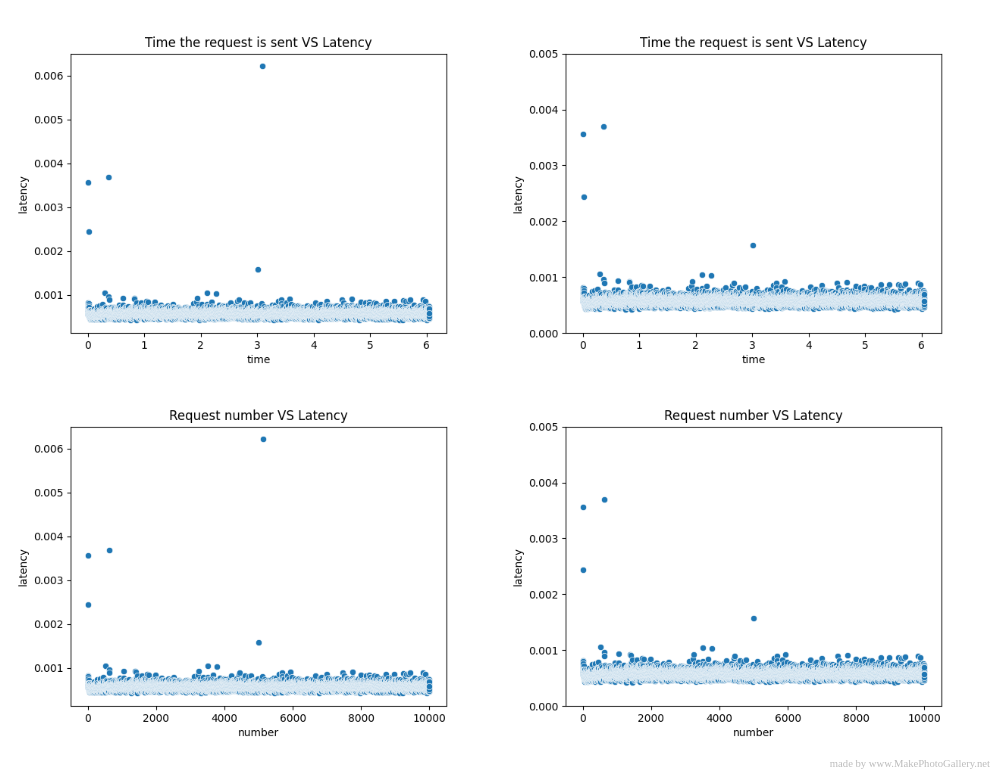 Time the request is sent VS Latency
0.006
0.005
0.004
0.003
0.002
0.001
latency
0 1 2 3 4 5 6
time
Time the request is sent VS Latency
0.005
0.004
0.003
0.002
0.001
0.000
latency
0 1 2 3 4 5 6
time
Request number VS Latency
0.006
0.005
0.004
0.003
0.002
0.001
latency
0 2000 4000 6000 8000 10000
number
Request number VS Latency
0.005
0.004
0.003
0.002
0.001
0.000
latency
0 2000 4000 6000 8000 10000
number
made by www.MakePhotoGallery.net